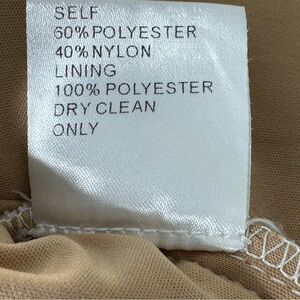 SELF
60% POLYESTER
40% NYLON
LINING
100% POLYESTER
DRY CLEAN
ONLY